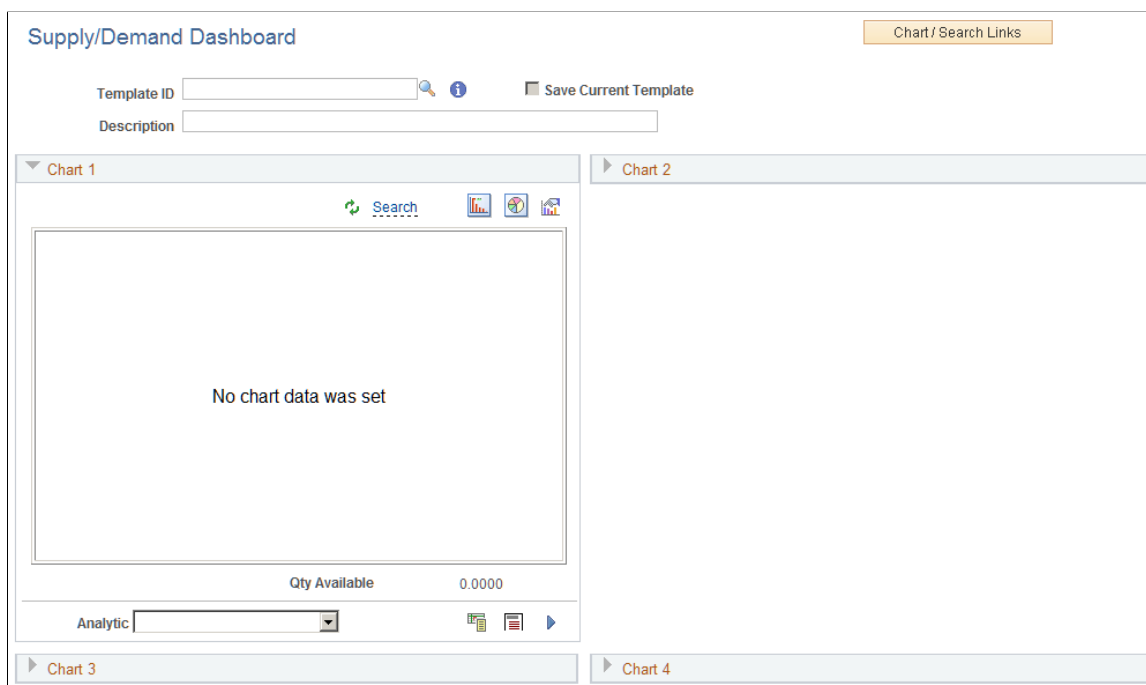 Supply/Demand Dashboard
Chart / Search Links
Template ID
Save Current Template
Description
Chart 1
Chart 2
Search
No chart data was set
Qty Available 0.0000
Analytic
Chart 3
Chart 4